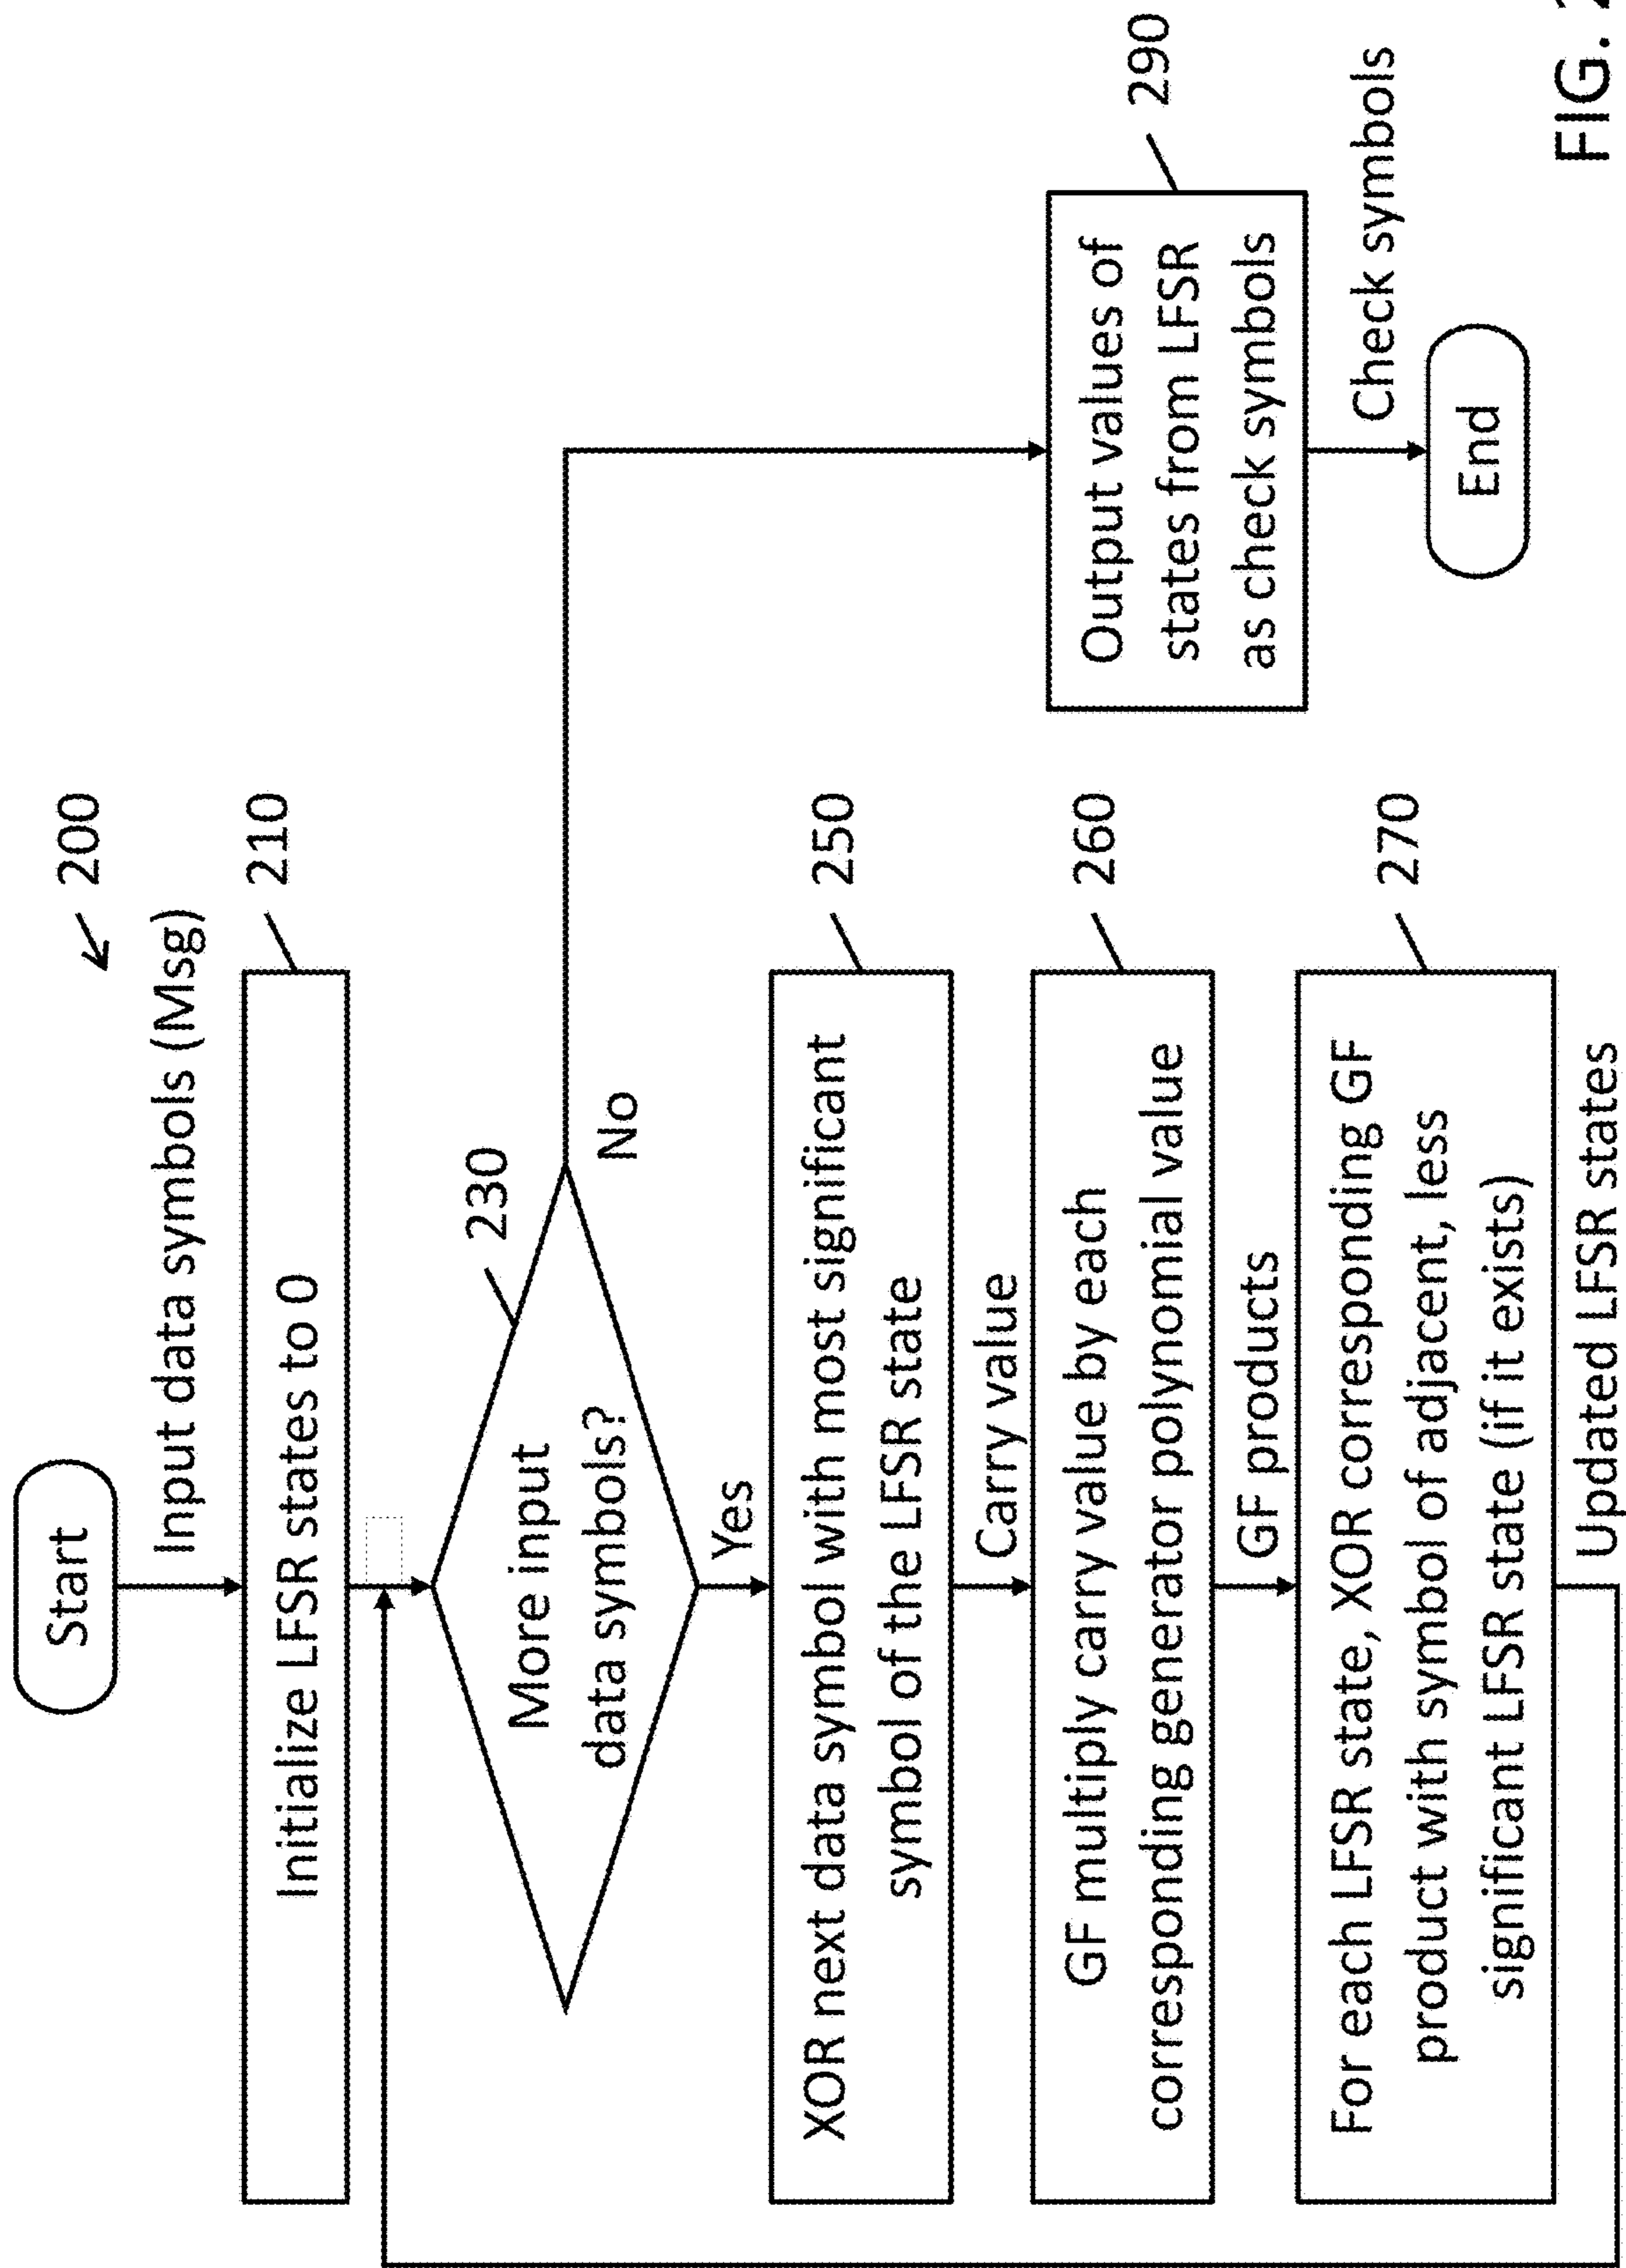 200
Start
Input data symbols (Msg)
210
Initialize LFSR states to 0
230
More input
data symbols?
No
Yes
250
XOR next data symbol with most significant
symbol of the LFSR state
Carry value
260
GF multiply carry value by each
corresponding generator polynomial value
GF products
270
For each LFSR state, XOR corresponding GF
product with symbol of adjacent, less
significant LFSR state (if it exists)
Updated LFSR states
290
Output values of
states from LFSR
as check symbols
Check symbols
End
FIG.